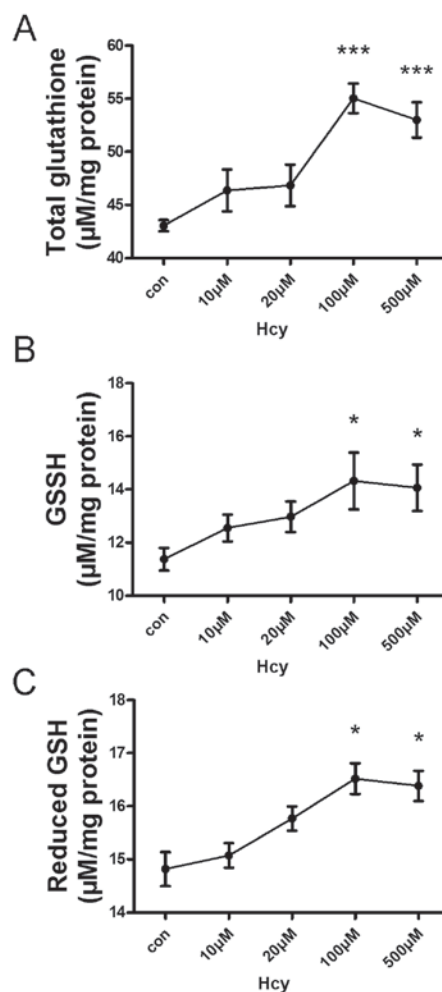 A
Total glutathione
(µM/mg protein)
60
55
50
45
40
***
***
con
10µM
20µM
100µM
500µM
Hcy
B
GSSH
(µM/mg protein)
18
16
14
12
10
*
*
con
10µM
20µM
100µM
500µM
Hcy
C
Reduced GSH
(µM/mg protein)
18
17
16
15
14
*
*
con
10µM
20µM
100µM
500µM
Hcy